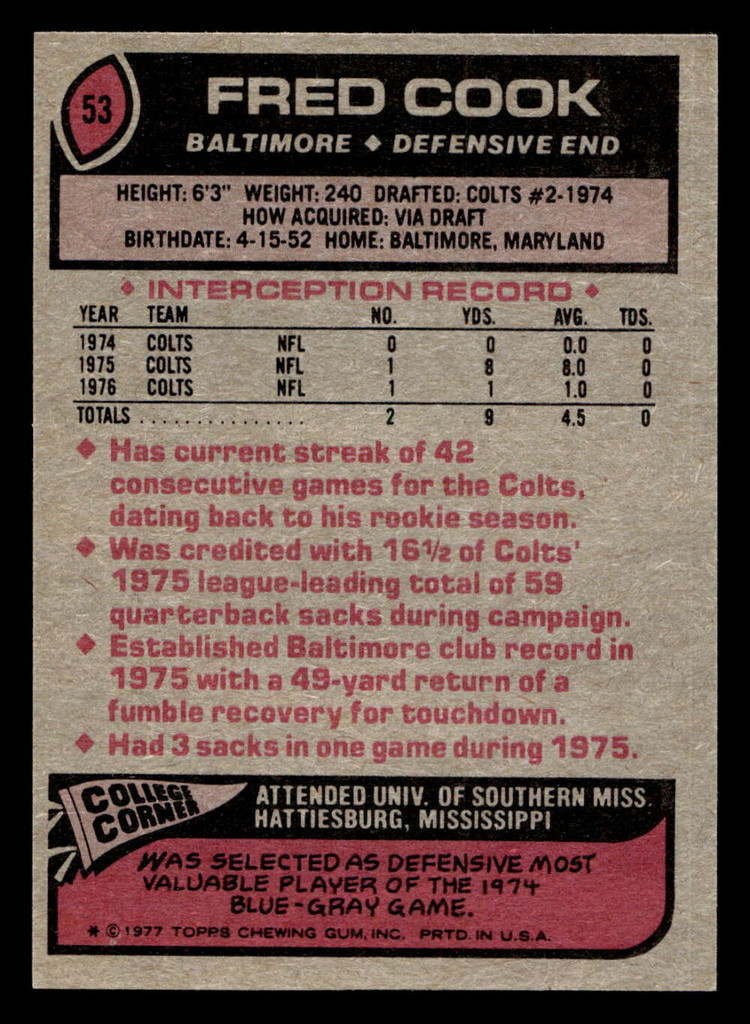 53
FRED COOK
BALTIMORE ◆ DEFENSIVE END
HEIGHT: 6'3" WEIGHT: 240 DRAFTED: COLTS #2-1974
HOW ACQUIRED: VIA DRAFT
BIRTHDATE: 4-15-52 HOME: BALTIMORE, MARYLAND
◆ INTERCEPTION RECORD ◆
YEAR TEAM NO. YDS. AVG. TDS.
1974 COLTS NFL 0 0 0.0 0
1975 COLTS NFL 1 8 8.0 0
1976 COLTS NFL 1 1 1.0 0
TOTALS ................ 2 9 4.5 0
◆ Has current streak of 42
consecutive games for the Colts,
dating back to his rookie season.
◆ Was credited with 16½ of Colts'
1975 league-leading total of 59
quarterback sacks during campaign.
◆ Established Baltimore club record in
1975 with a 49-yard return of a
fumble recovery for touchdown.
◆ Had 3 sacks in one game during 1975.
COLLEGE
CORNER
ATTENDED UNIV. OF SOUTHERN MISS.
HATTIESBURG, MISSISSIPPI
WAS SELECTED AS DEFENSIVE MOST
VALUABLE PLAYER OF THE 1974
BLUE-GRAY GAME.
* © 1977 TOPPS CHEWING GUM, INC. PRTD. IN U.S.A.